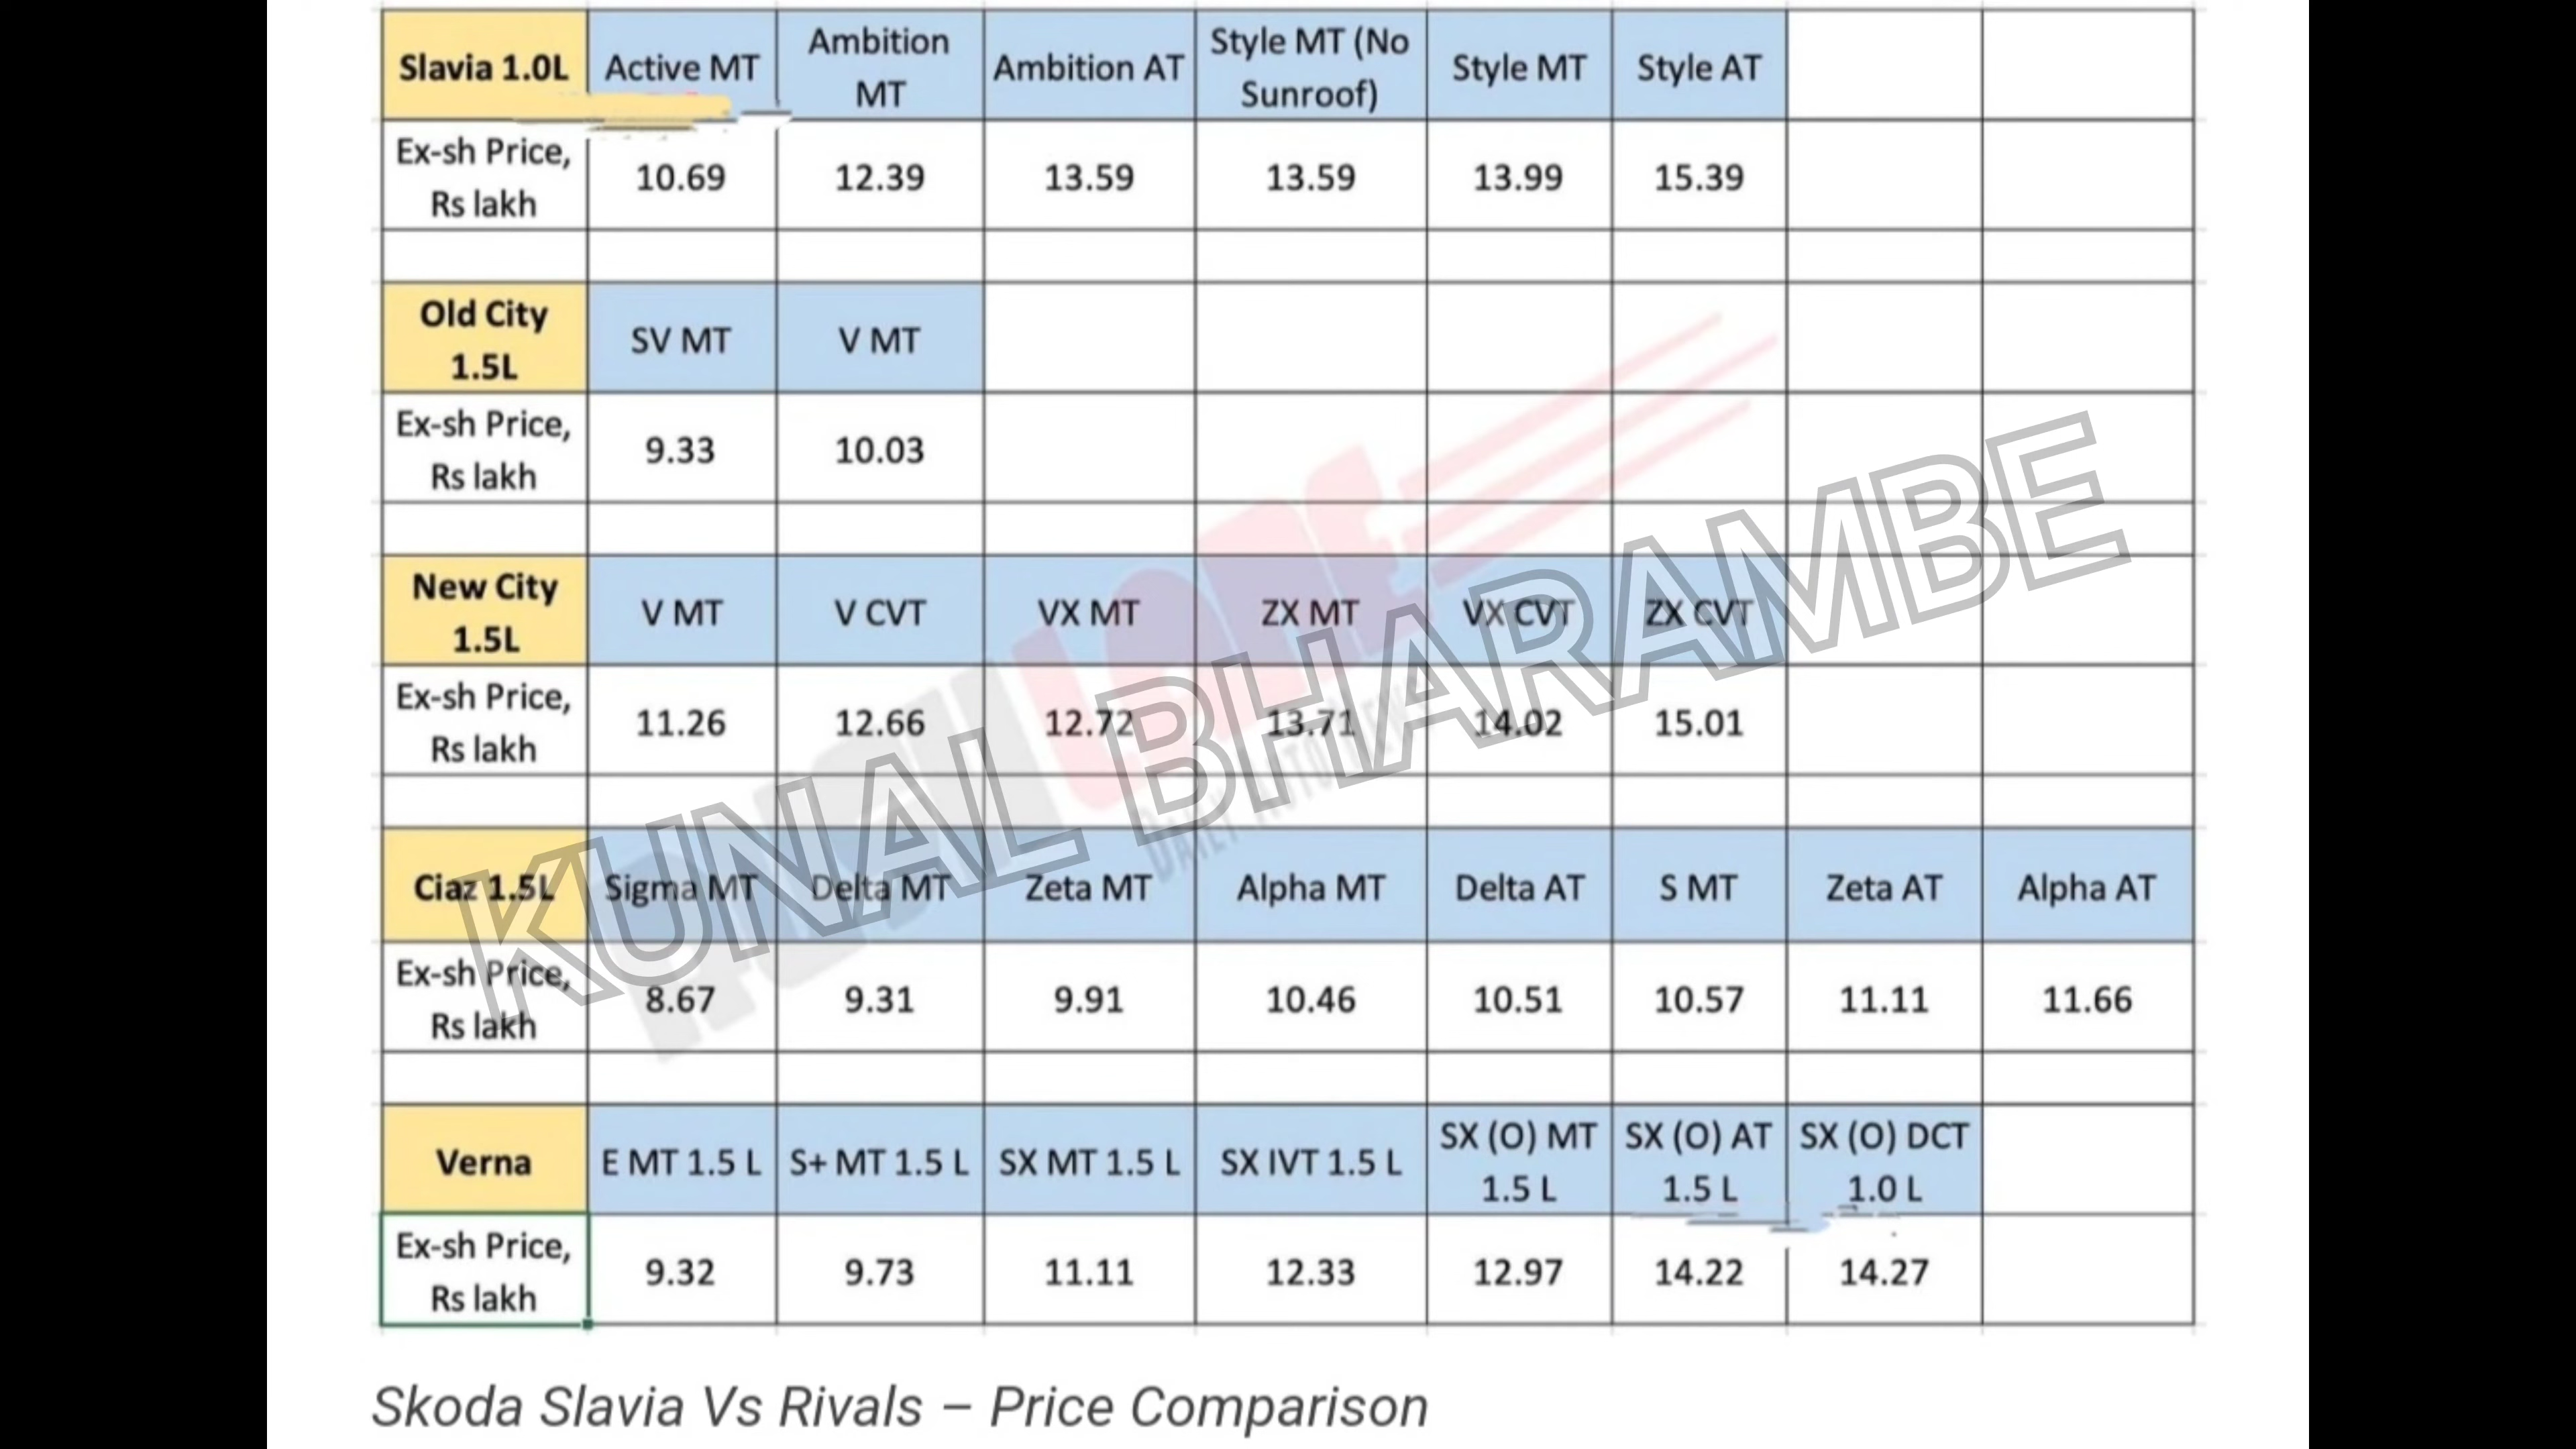 Slavia 1.0L Active MT Ambition MT Ambition AT Style MT (No Sunroof) Style MT Style AT
Ex-sh Price, Rs lakh 10.69 12.39 13.59 13.59 13.99 15.39
Old City 1.5L SV MT V MT
Ex-sh Price, Rs lakh 9.33 10.03
New City 1.5L V MT V CVT VX MT ZX MT VX CVT ZX CVT
Ex-sh Price, Rs lakh 11.26 12.66 12.72 13.71 14.02 15.01
Ciaz 1.5L Sigma MT Delta MT Zeta MT Alpha MT Delta AT S MT Zeta AT Alpha AT
Ex-sh Price, Rs lakh 8.67 9.31 9.91 10.46 10.51 10.57 11.11 11.66
Verna E MT 1.5 L S+ MT 1.5 L SX MT 1.5 L SX IVT 1.5 L SX (O) MT 1.5 L SX (O) AT 1.5 L SX (O) DCT 1.0 L
Ex-sh Price, Rs lakh 9.32 9.73 11.11 12.33 12.97 14.22 14.27
KUNAL BHARAMBE
Skoda Slavia Vs Rivals – Price Comparison